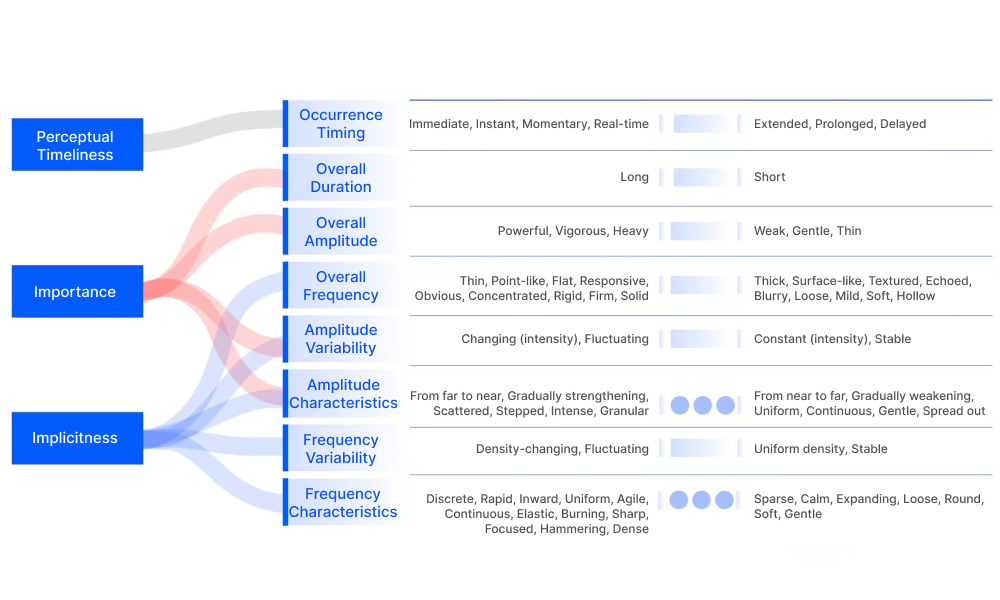 Perceptual
Timeliness
Importance
Implicitness
Occurrence
Timing
Immediate, Instant, Momentary, Real-time
Extended, Prolonged, Delayed
Overall
Duration
Long
Short
Overall
Amplitude
Powerful, Vigorous, Heavy
Weak, Gentle, Thin
Overall
Frequency
Thin, Point-like, Flat, Responsive,
Obvious, Concentrated, Rigid, Firm, Solid
Thick, Surface-like, Textured, Echoed,
Blurry, Loose, Mild, Soft, Hollow
Amplitude
Variability
Changing (intensity), Fluctuating
Constant (intensity), Stable
Amplitude
Characteristics
From far to near, Gradually strengthening,
Scattered, Stepped, Intense, Granular
From near to far, Gradually weakening,
Uniform, Continuous, Gentle, Spread out
Frequency
Variability
Density-changing, Fluctuating
Uniform density, Stable
Frequency
Characteristics
Discrete, Rapid, Inward, Uniform, Agile,
Continuous, Elastic, Burning, Sharp,
Focused, Hammering, Dense
Sparse, Calm, Expanding, Loose, Round,
Soft, Gentle